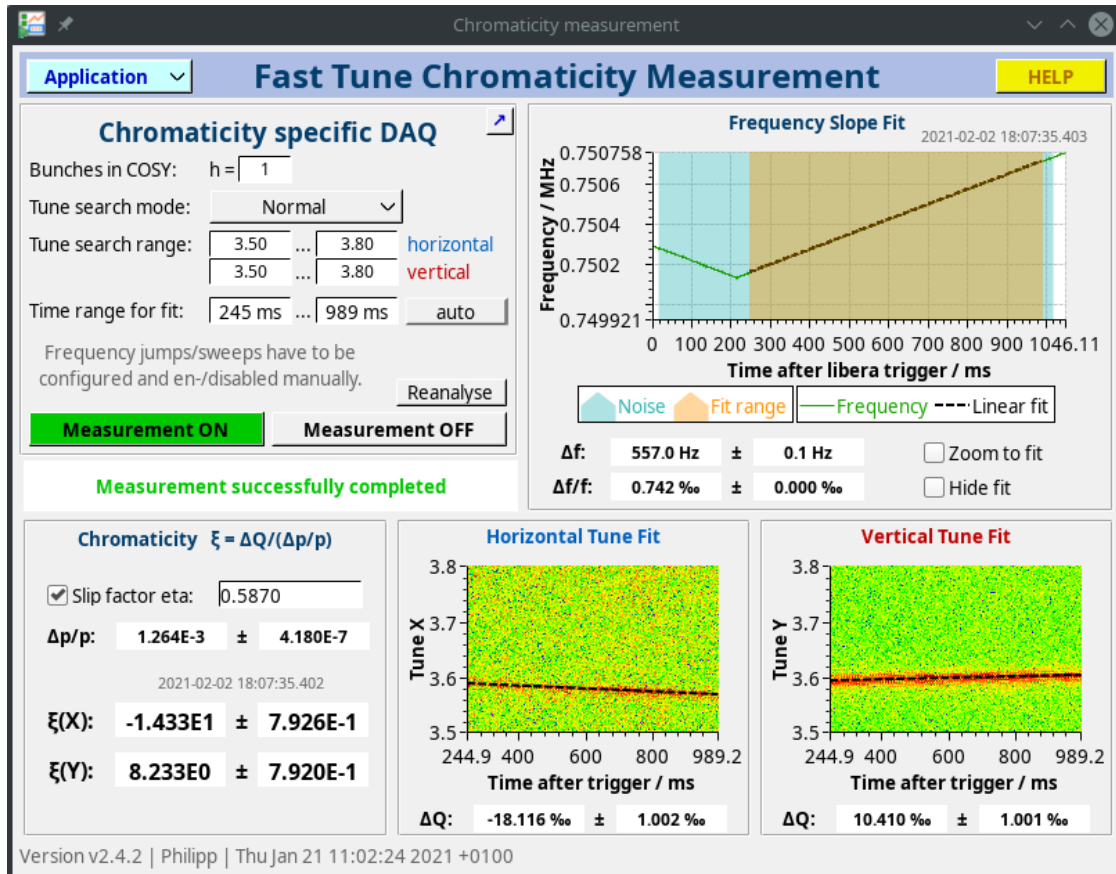 Chromaticity measurement
Application
Fast Tune Chromaticity Measurement
HELP
Chromaticity specific DAQ
Bunches in COSY: h = 1
Tune search mode: Normal
Tune search range: 3.50 ... 3.80 horizontal
3.50 ... 3.80 vertical
Time range for fit: 245 ms ... 989 ms auto
Frequency jumps/sweeps have to be
configured and en-/disabled manually.
Reanalyse
Measurement ON Measurement OFF
Measurement successfully completed
Frequency Slope Fit
2021-02-02 18:07:35.403
Frequency / MHz
0.750758
0.7506
0.7504
0.7502
0.749921
0 100 200 300 400 500 600 700 800 900 1046.11
Time after libera trigger / ms
Noise Fit range Frequency Linear fit
Δf: 557.0 Hz ± 0.1 Hz Zoom to fit
Δf/f: 0.742 ‰ ± 0.000 ‰ Hide fit
Chromaticity ξ = ΔQ/(Δp/p)
Slip factor eta: 0.5870
Δp/p: 1.264E-3 ± 4.180E-7
2021-02-02 18:07:35.402
ξ(X): -1.433E1 ± 7.926E-1
ξ(Y): 8.233E0 ± 7.920E-1
Horizontal Tune Fit
Tune X
3.8
3.7
3.6
3.5
244.9 400 600 800 989.2
Time after trigger / ms
ΔQ: -18.116 ‰ ± 1.002 ‰
Vertical Tune Fit
Tune Y
3.8
3.7
3.6
3.5
244.9 400 600 800 989.2
Time after trigger / ms
ΔQ: 10.410 ‰ ± 1.001 ‰
Version v2.4.2 | Philipp | Thu Jan 21 11:02:24 2021 +0100